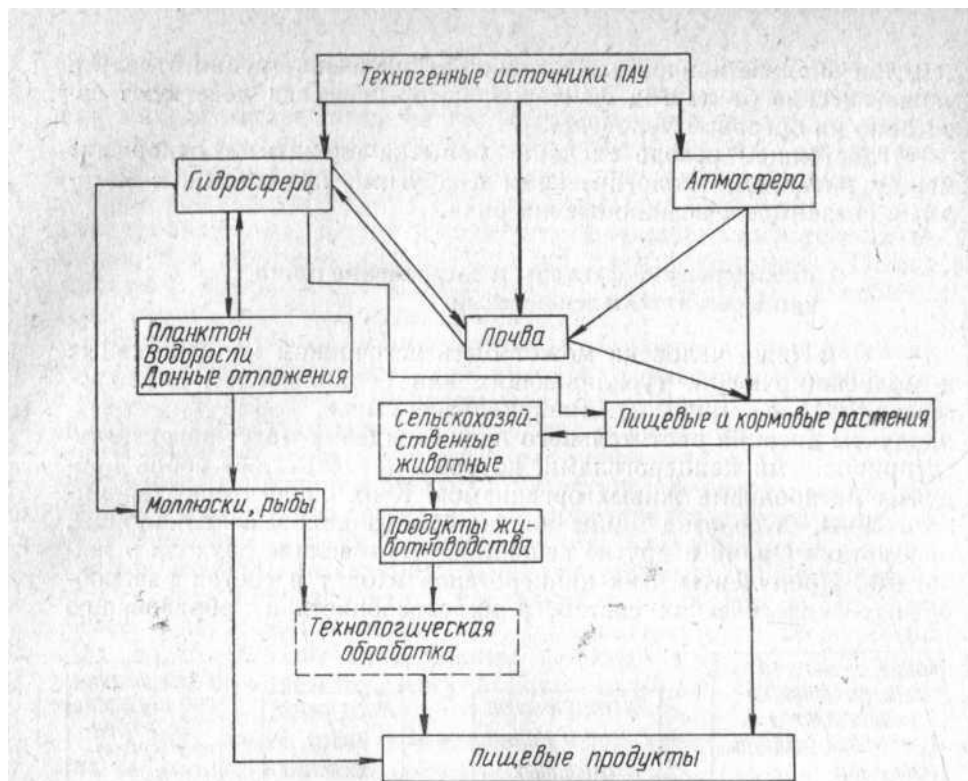 Техногенные источники ПАУ
Гидросфера
Атмосфера
Планктон
Водоросли
Донные отложения
Почва
Сельскохозяй-
ственные
животные
Пищевые и кормовые растения
Моллюски, рыбы
Продукты жи-
вотноводства
Технологическая
обработка
Пищевые продукты